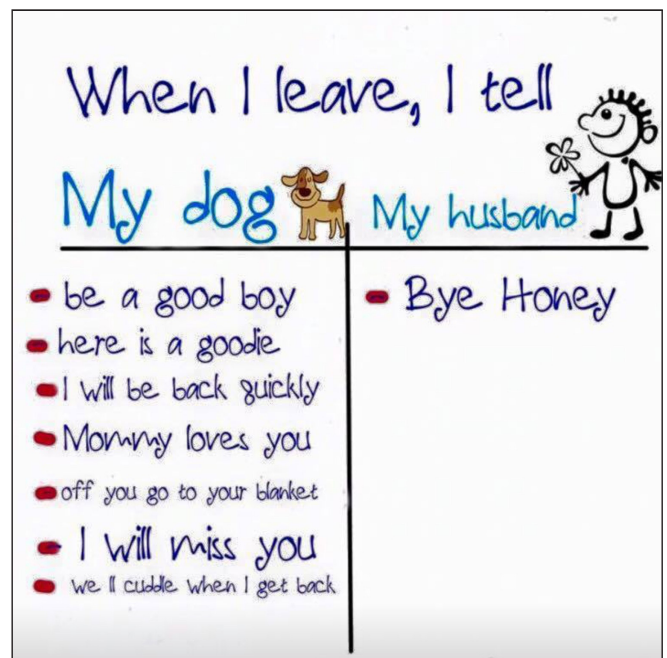 When I leave, I tell
My dog
My husband
be a good boy
here is a goodie
I will be back quickly
Mommy loves you
off you go to your blanket
I will miss you
we ll cuddle when I get back
Bye Honey